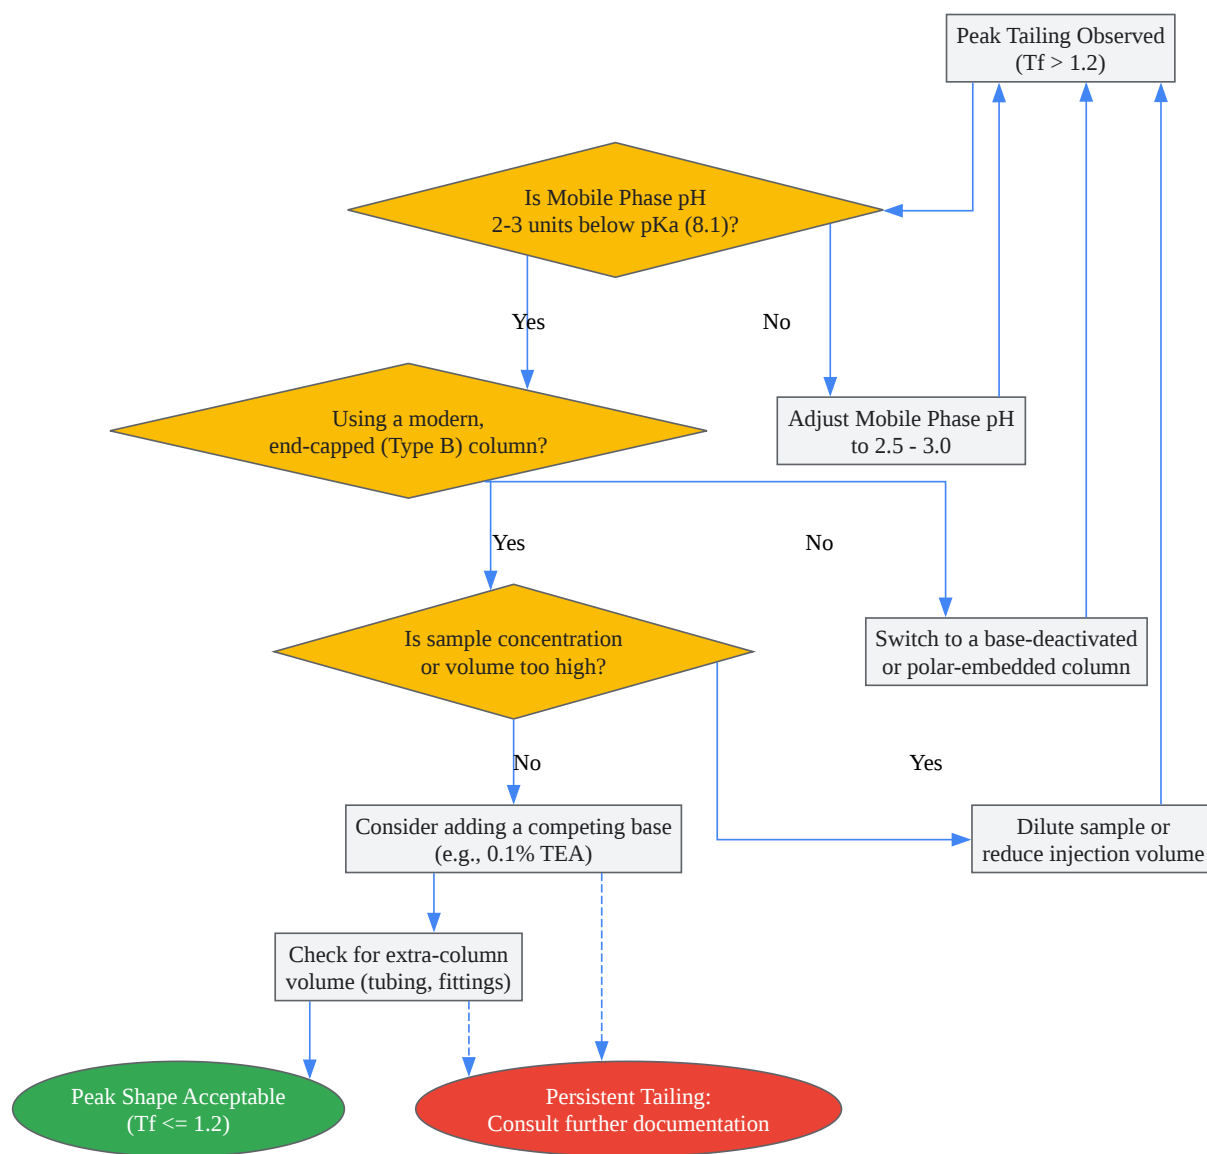 Peak Tailing Observed
(Tf > 1.2)
Is Mobile Phase pH
2-3 units below pKa (8.1)?
Yes
No
Using a modern,
end-capped (Type B) column?
Adjust Mobile Phase pH
to 2.5 - 3.0
Yes
No
Is sample concentration
or volume too high?
Switch to a base-deactivated
or polar-embedded column
No
Yes
Consider adding a competing base
(e.g., 0.1% TEA)
Dilute sample or
reduce injection volume
Check for extra-column
volume (tubing, fittings)
Peak Shape Acceptable
(Tf <= 1.2)
Persistent Tailing:
Consult further documentation